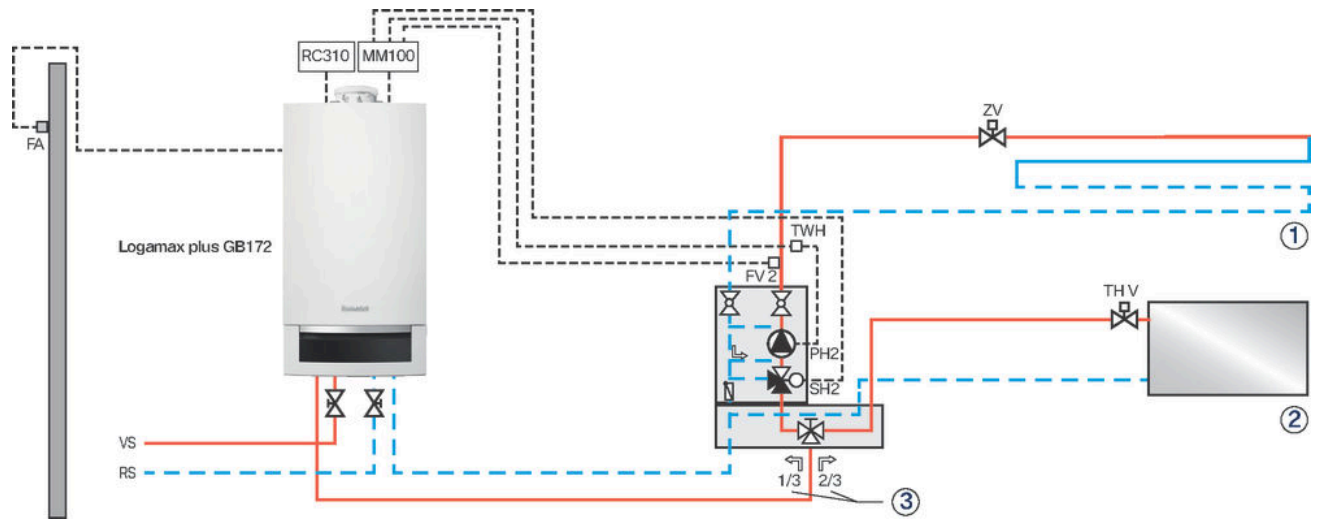 RC310
MM100
FA
Logamax plus GB172
Buderus
ZV
TWH
FV 2
①
TH V
PH2
SH2
②
VS
RS
1/3
2/3
③